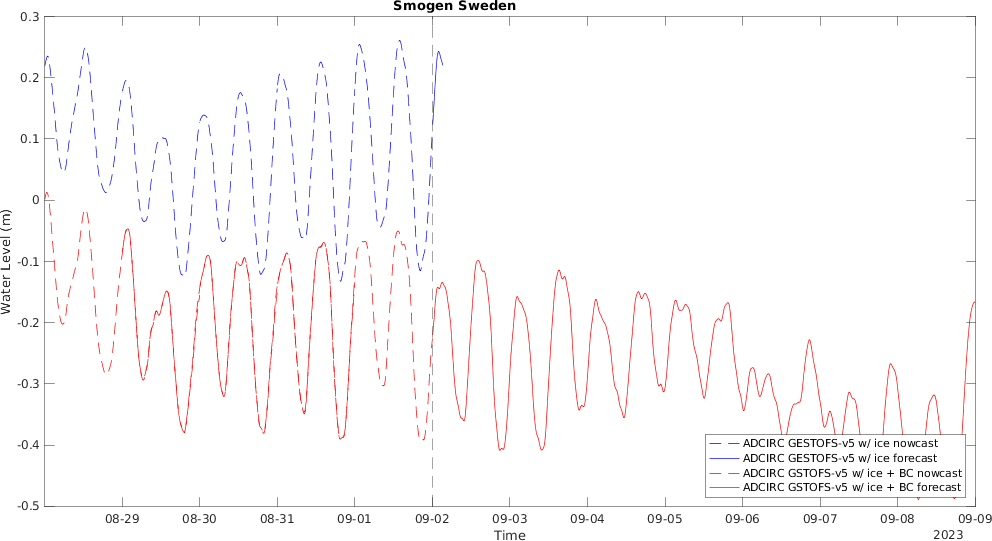 Smogen Sweden
0.3
0.2
0.1
0
-0.1
-0.2
-0.3
-0.4
-0.5
Water Level (m)
ADCIRC GESTOFS-v5 w/ ice nowcast
ADCIRC GESTOFS-v5 w/ ice forecast
ADCIRC GSTOFS-v5 w/ ice + BC nowcast
ADCIRC GSTOFS-v5 w/ ice + BC forecast
08-29 08-30 08-31 09-01 09-02 09-03 09-04 09-05 09-06 09-07 09-08 09-09
Time
2023